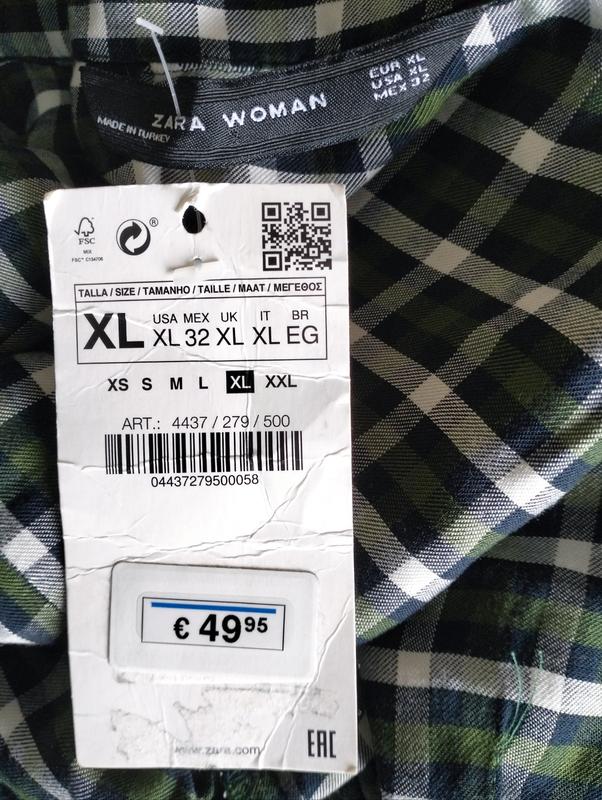 ZARA WOMAN
MADE IN TURKEY
EUR XL
USA XL
MEX 32
FSC
MIX
FSC® C134706
®
TALLA / SIZE / TAMANHO / TAILLE / MAAT / ΜΕΓΕΘΟΣ
XL
USA MEX UK IT BR
XL 32 XL XL EG
XS S M L XL XXL
ART.: 4437 / 279 / 500
04437279500058
€ 49 95
www.zara.com
EAC